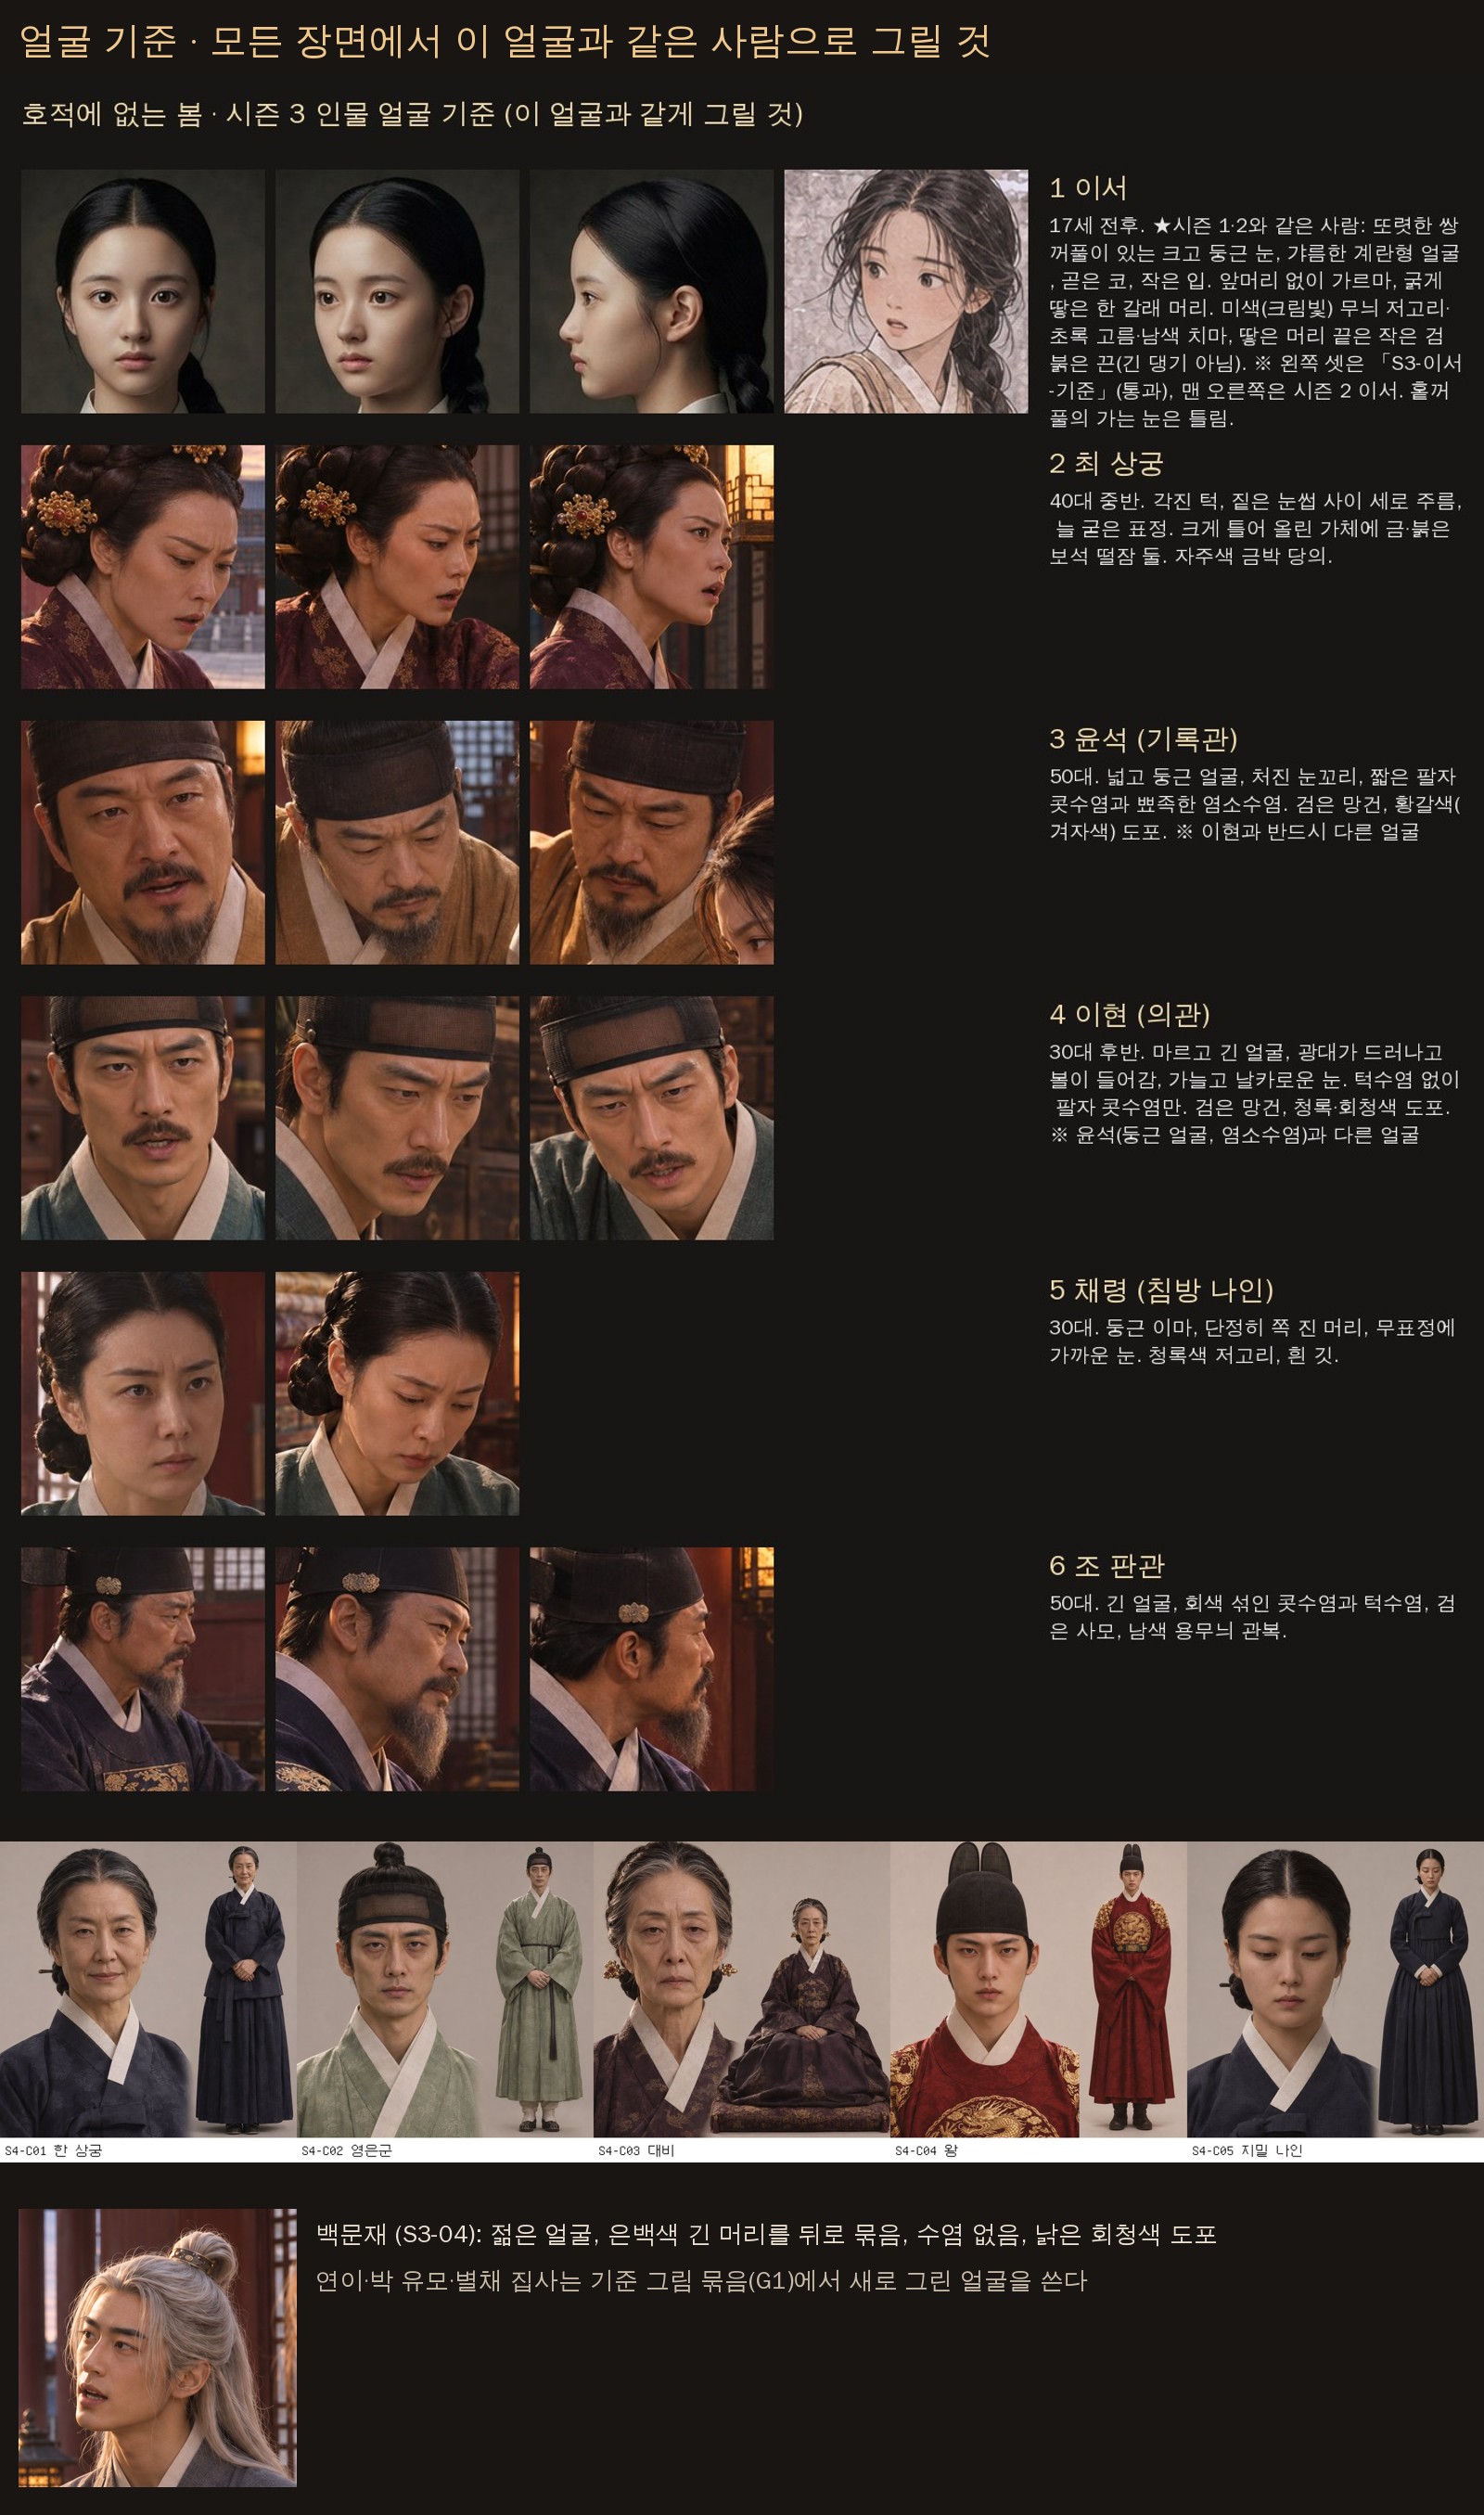 얼굴 기준 · 모든 장면에서 이 얼굴과 같은 사람으로 그릴 것
호적에 없는 봄 · 시즌 3 인물 얼굴 기준 (이 얼굴과 같게 그릴 것)
1 이서
17세 전후. ★시즌 1·2와 같은 사람: 또렷한 쌍
꺼풀이 있는 크고 둥근 눈, 갸름한 계란형 얼굴
, 곧은 코, 작은 입. 앞머리 없이 가르마, 굵게
땋은 한 갈래 머리. 미색(크림빛) 무늬 저고리·
초록 고름·남색 치마, 땋은 머리 끝은 작은 검
붉은 끈(긴 댕기 아님). ※ 왼쪽 셋은 「S3-이서
-기준」(통과), 맨 오른쪽은 시즌 2 이서. 홑꺼
풀의 가는 눈은 틀림.
2 최 상궁
40대 중반. 각진 턱, 짙은 눈썹 사이 세로 주름,
늘 굳은 표정. 크게 틀어 올린 가체에 금·붉은
보석 떨잠 둘. 자주색 금박 당의.
3 윤석 (기록관)
50대. 넓고 둥근 얼굴, 처진 눈꼬리, 짧은 팔자
콧수염과 뾰족한 염소수염. 검은 망건, 황갈색(
겨자색) 도포. ※ 이현과 반드시 다른 얼굴
4 이현 (의관)
30대 후반. 마르고 긴 얼굴, 광대가 드러나고
볼이 들어감, 가늘고 날카로운 눈. 턱수염 없이
팔자 콧수염만. 검은 망건, 청록·회청색 도포.
※ 윤석(둥근 얼굴, 염소수염)과 다른 얼굴
5 채령 (침방 나인)
30대. 둥근 이마, 단정히 쪽 진 머리, 무표정에
가까운 눈. 청록색 저고리, 흰 깃.
6 조 판관
50대. 긴 얼굴, 회색 섞인 콧수염과 턱수염, 검
은 사모, 남색 용무늬 관복.
S4-C01 한 상궁
S4-C02 영은군
S4-C03 대비
S4-C04 왕
S4-C05 지밀 나인
백문재 (S3-04): 젊은 얼굴, 은백색 긴 머리를 뒤로 묶음, 수염 없음, 낡은 회청색 도포
연이·박 유모·별채 집사는 기준 그림 묶음(G1)에서 새로 그린 얼굴을 쓴다